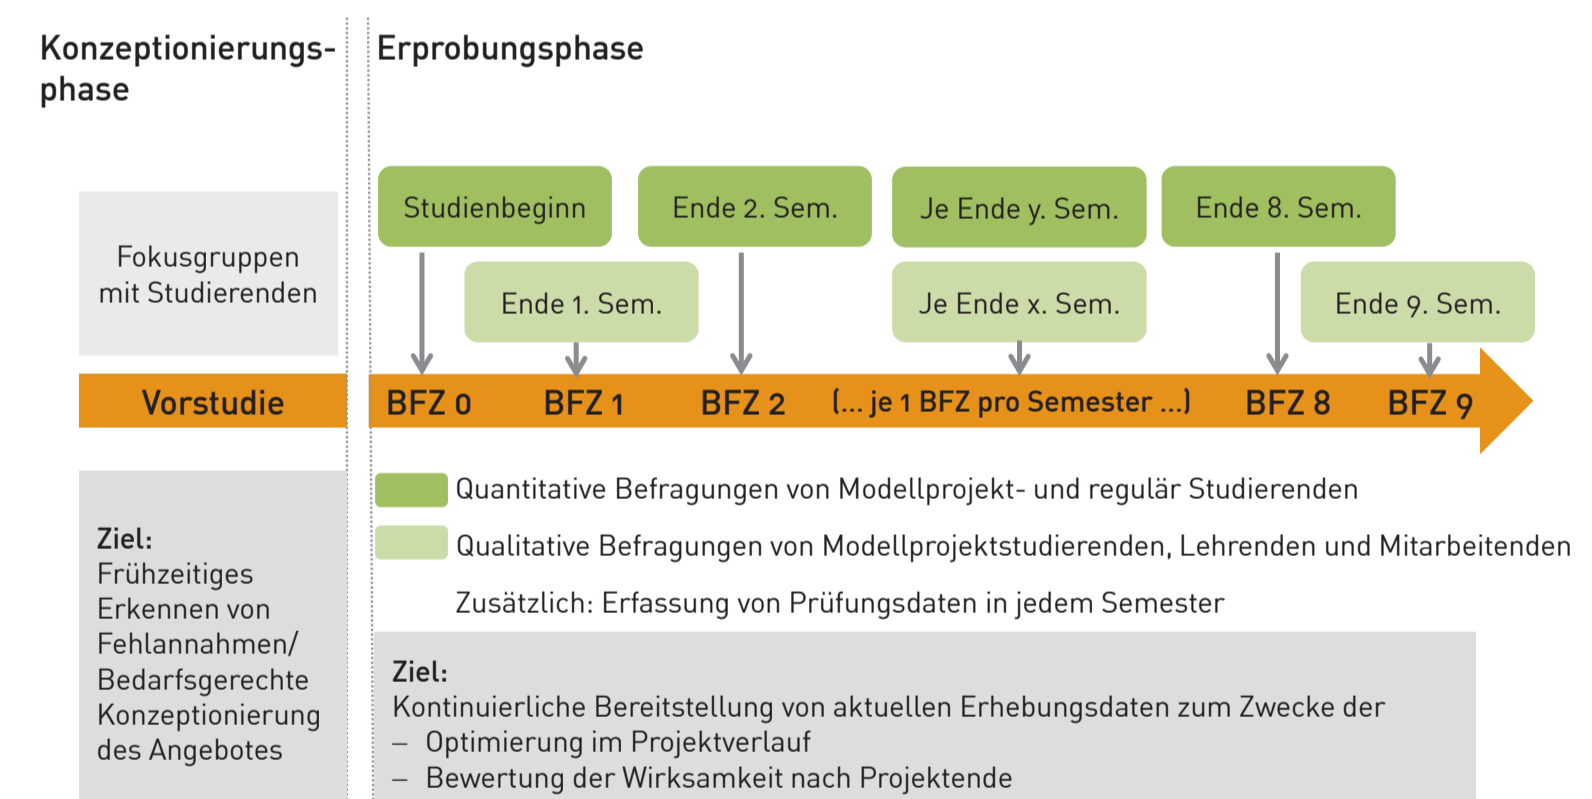 Konzeptionierungs-
phase
Erprobungsphase
Fokusgruppen
mit Studierenden
Studienbeginn
Ende 2. Sem.
Je Ende y. Sem.
Ende 8. Sem.
Ende 1. Sem.
Je Ende x. Sem.
Ende 9. Sem.
Vorstudie
BFZ 0
BFZ 1
BFZ 2
(... je 1 BFZ pro Semester ...)
BFZ 8
BFZ 9
Quantitative Befragungen von Modellprojekt- und regulär Studierenden
Qualitative Befragungen von Modellprojektstudierenden, Lehrenden und Mitarbeitenden
Zusätzlich: Erfassung von Prüfungsdaten in jedem Semester
Ziel:
Frühzeitiges
Erkennen von
Fehlannahmen/
Bedarfsgerechte
Konzeptionierung
des Angebotes
Ziel:
Kontinuierliche Bereitstellung von aktuellen Erhebungsdaten zum Zwecke der
– Optimierung im Projektverlauf
– Bewertung der Wirksamkeit nach Projektende